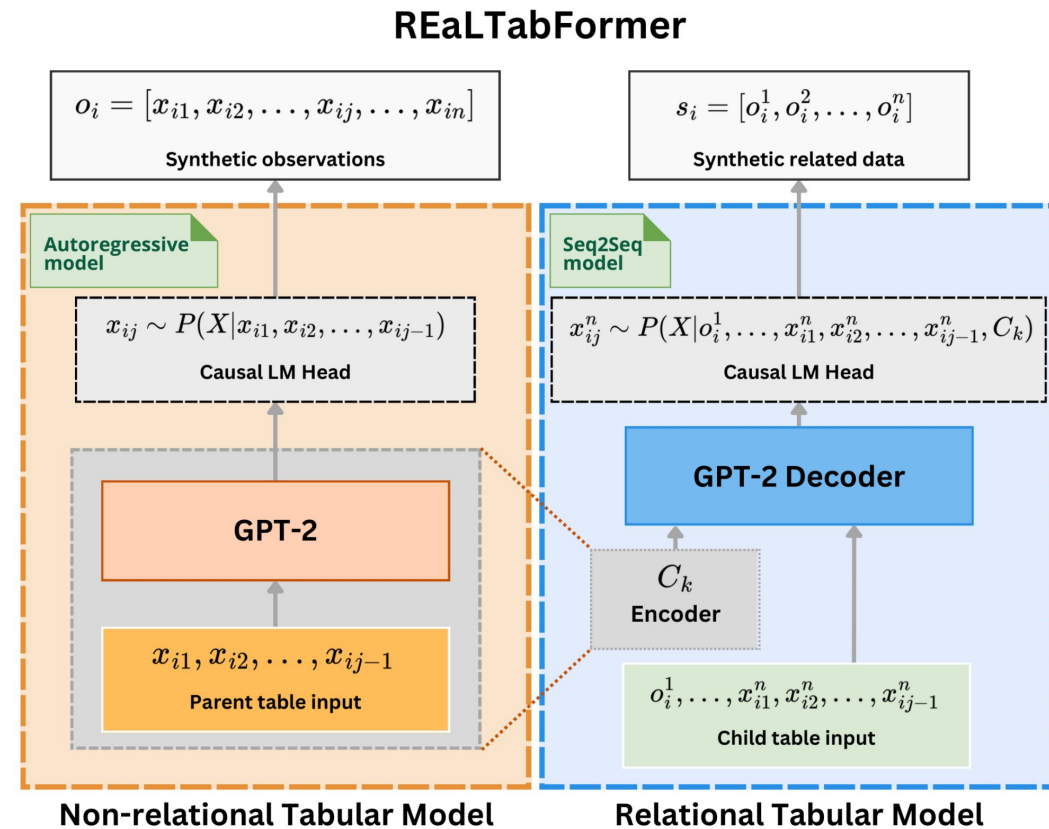 REaLTabFormer
o_i = [x_{i1}, x_{i2}, . . . , x_{ij}, . . . , x_{in}]
Synthetic observations
s_i = [o_i^1, o_i^2, . . . , o_i^n]
Synthetic related data
Autoregressive
model
x_{ij} ∼ P(X|x_{i1}, x_{i2}, . . . , x_{ij−1})
Causal LM Head
GPT-2
x_{i1}, x_{i2}, . . . , x_{ij−1}
Parent table input
Non-relational Tabular Model
Seq2Seq
model
x_{ij}^n ∼ P(X|o_i^1, . . . , x_{i1}^n, x_{i2}^n, . . . , x_{ij−1}^n, C_k)
Causal LM Head
GPT-2 Decoder
C_k
Encoder
o_i^1, . . . , x_{i1}^n, x_{i2}^n, . . . , x_{ij−1}^n
Child table input
Relational Tabular Model